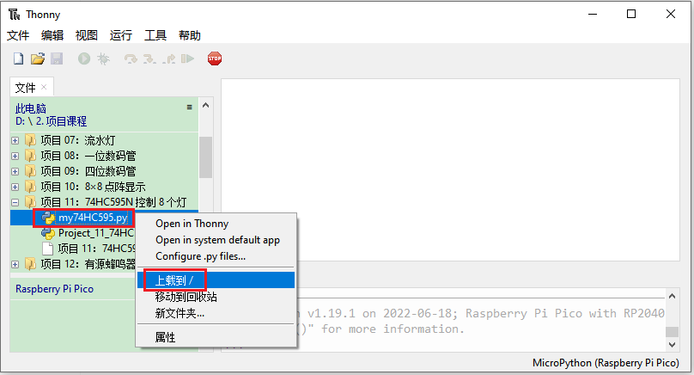 Thonny
文件 编辑 视图 运行 工具 帮助
STOP
文件
此电脑
D: \ 2. 项目课程
项目 07：流水灯
项目 08：一位数码管
项目 09：四位数码管
项目 10：8×8 点阵显示
项目 11：74HC595N 控制 8 个灯
my74HC595.py
Project_11_74HC
项目 11：74HC59
项目 12：有源蜂鸣器
Raspberry Pi Pico
Open in Thonny
Open in system default app
Configure .py files...
上载到 /
移动到回收站
新文件夹...
属性
v1.19.1 on 2022-06-18; Raspberry Pi Pico with RP2040
()" for more information.
MicroPython (Raspberry Pi Pico)